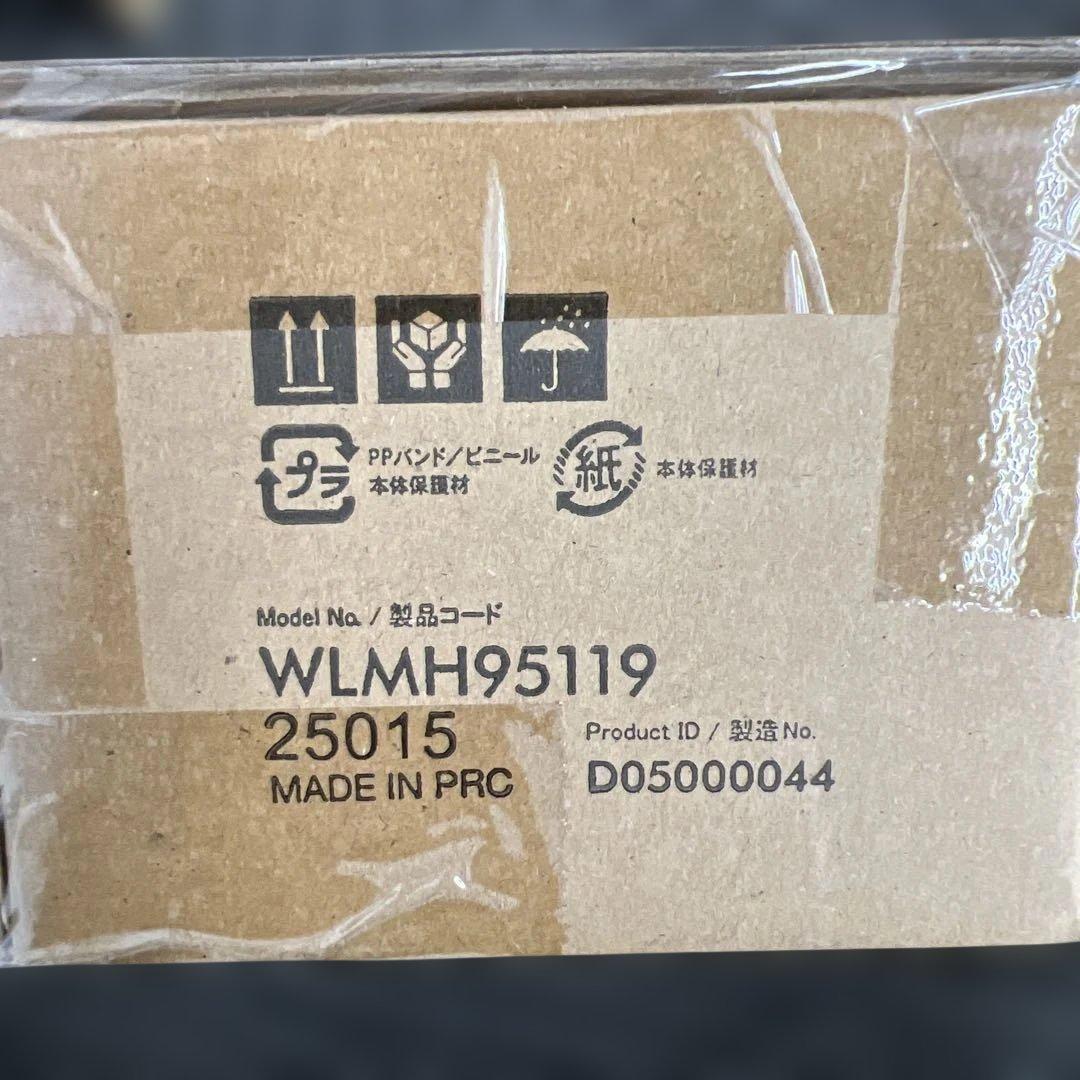 プラ
PPバンド/ビニール
本体保護材
紙
本体保護材
Model No. / 製品コード
WLMH95119
25015
MADE IN PRC
Product ID / 製造No.
D05000044